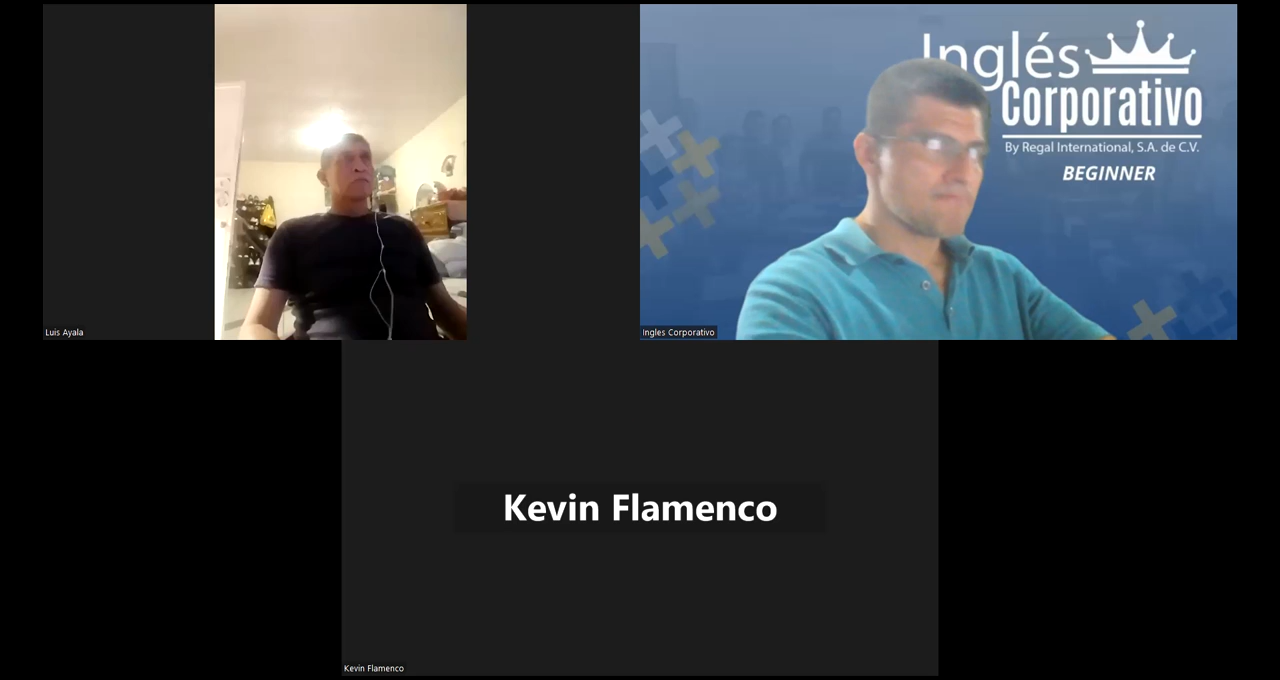 Inglés
Corporativo
By Regal International, S.A. de C.V.
BEGINNER
Luis Ayala
Ingles Corporativo
Kevin Flamenco
Kevin Flamenco